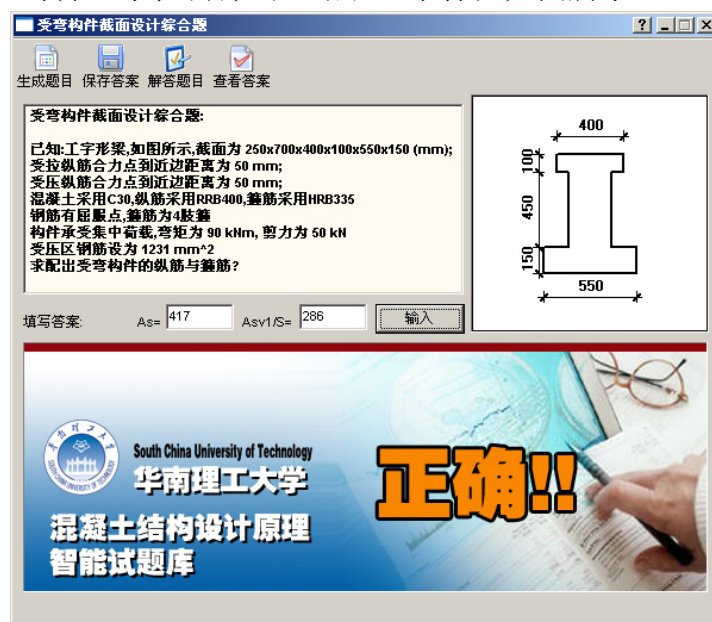 受弯构件截面设计综合题
生成题目 保存答案 解答题目 查看答案
受弯构件截面设计综合题:
已知:工字形梁,如图所示,截面为 250x700x400x100x550x150 (mm);
受拉纵筋合力点到近边距离为 50 mm;
受压纵筋合力点到近边距离为 50 mm;
混凝土采用C30,纵筋采用RRB400,箍筋采用HRB335
钢筋有屈服点,箍筋为4肢箍
构件承受集中荷载,弯矩为 90 kNm, 剪力为 50 kN
受压区钢筋设为 1231 mm^2
求配出受弯构件的纵筋与箍筋?
400
100
450
150
550
填写答案: As= 417 Asv1/S= 286 输入
South China University of Technology
华南理工大学
正确!!
混凝土结构设计原理
智能试题库